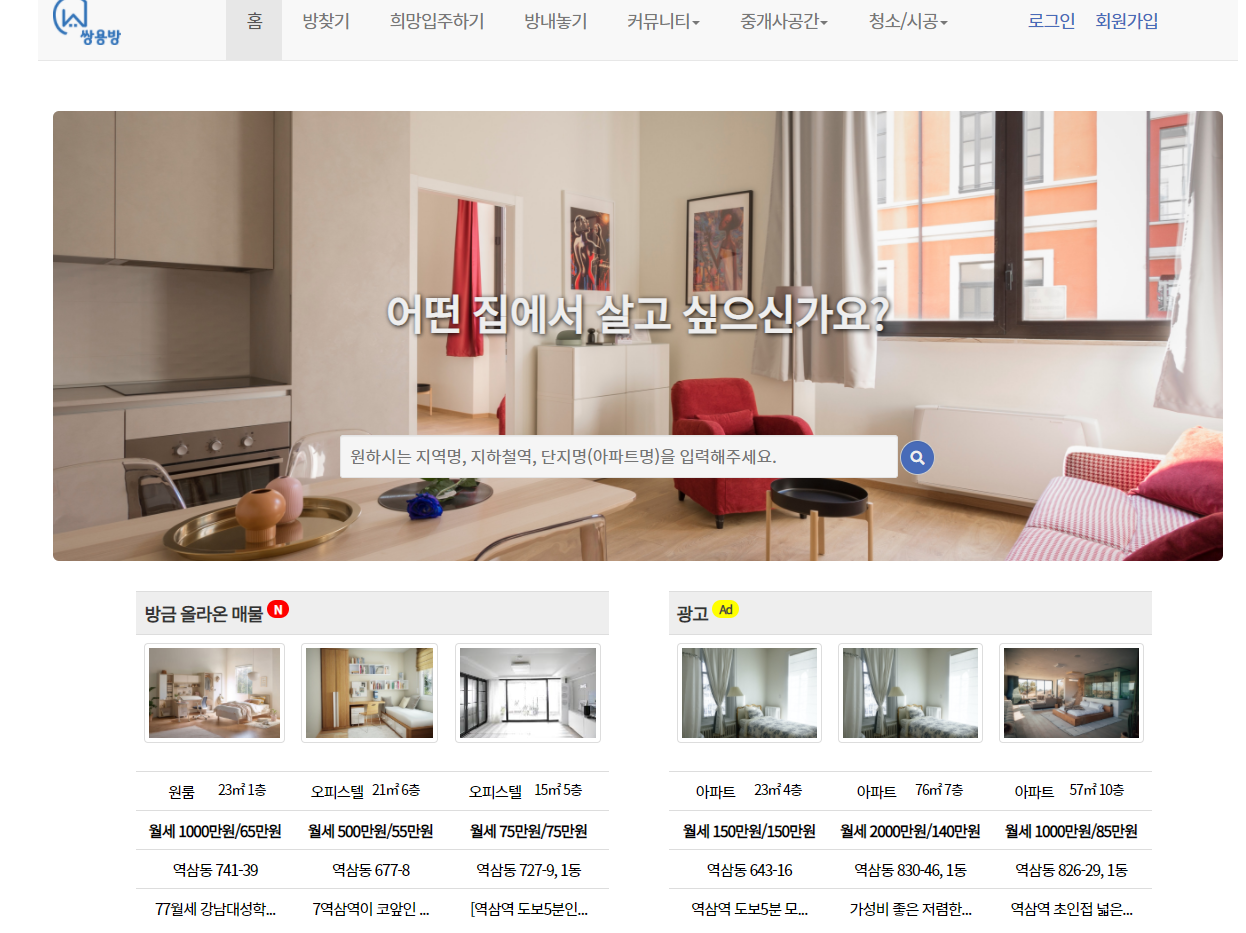 쌍용방
홈 방찾기 희망입주하기 방내놓기 커뮤니티 중개사공간 청소/시공 로그인 회원가입
어떤 집에서 살고 싶으신가요?
원하시는 지역명, 지하철역, 단지명(아파트명)을 입력해주세요.
방금 올라온 매물 N
원룸 23㎡ 1층 오피스텔 21㎡ 6층 오피스텔 15㎡ 5층
월세 1000만원/65만원 월세 500만원/55만원 월세 75만원/75만원
역삼동 741-39 역삼동 677-8 역삼동 727-9, 1동
77월세 강남대성학... 7역삼역이 코앞인 ... [역삼역 도보5분인...
광고 Ad
아파트 23㎡ 4층 아파트 76㎡ 7층 아파트 57㎡ 10층
월세 150만원/150만원 월세 2000만원/140만원 월세 1000만원/85만원
역삼동 643-16 역삼동 830-46, 1동 역삼동 826-29, 1동
역삼역 도보5분 모... 가성비 좋은 저렴한... 역삼역 초인접 넓은...